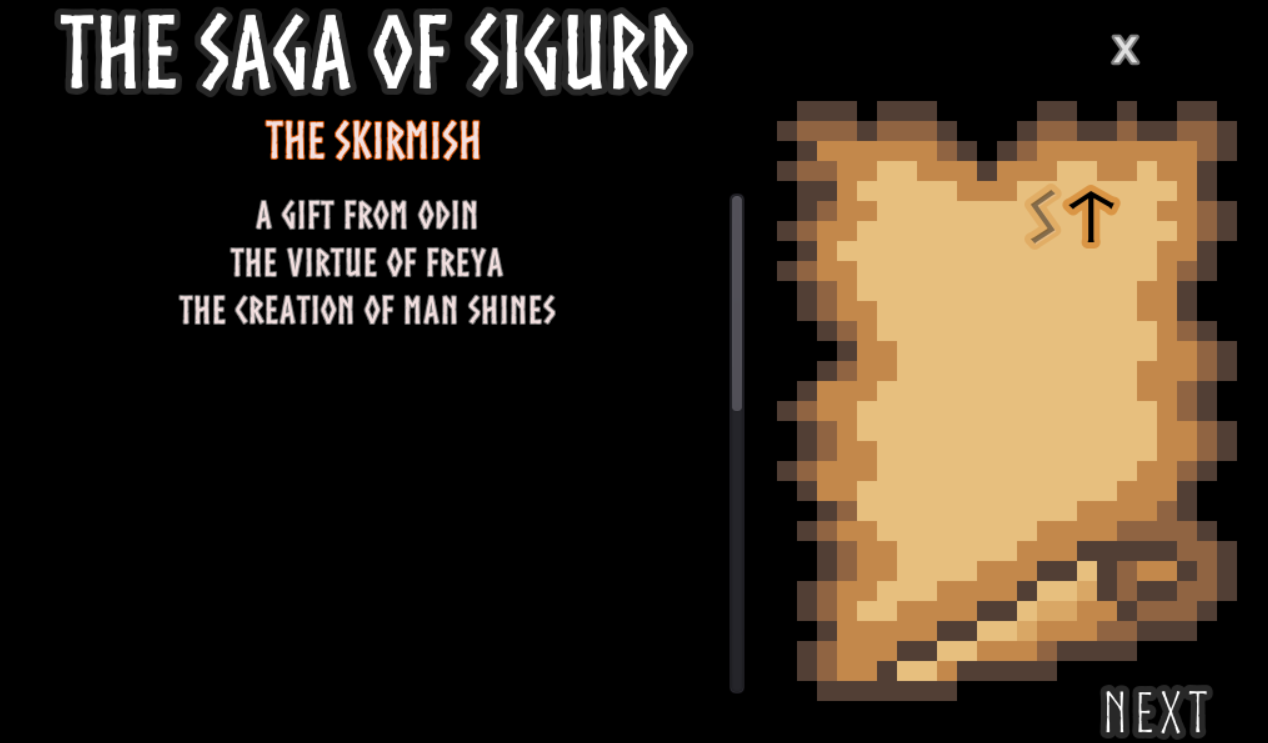 THE SAGA OF SIGURD
X
THE SKIRMISH
A GIFT FROM ODIN
THE VIRTUE OF FREYA
THE CREATION OF MAN SHINES
ᛊ ᛏ
NEXT